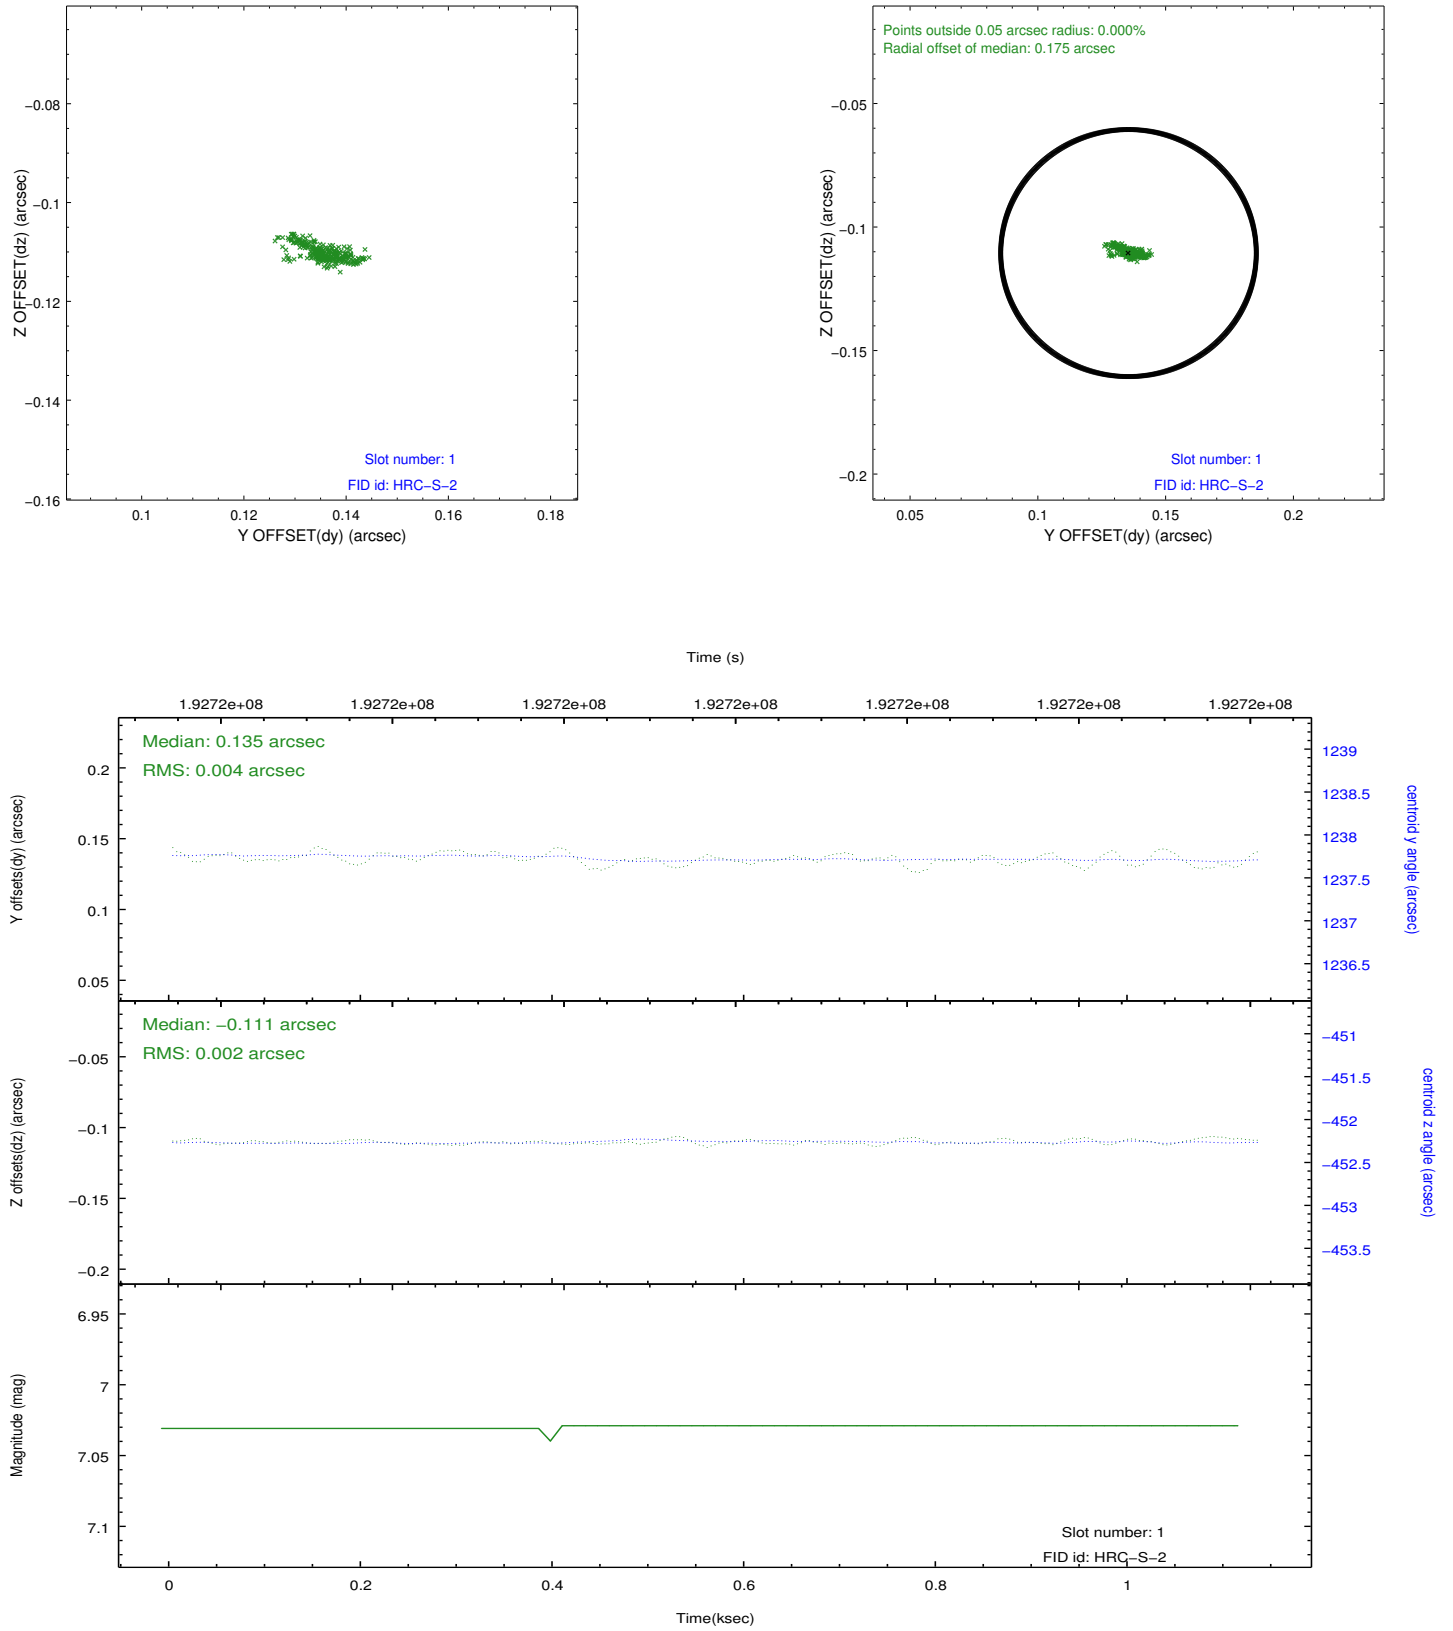 −0.08
−0.1
−0.12
−0.14
−0.16
Z OFFSET(dz) (arcsec)
0.1
0.12
0.14
0.16
0.18
Y OFFSET(dy) (arcsec)
Slot number: 1
FID id: HRC−S−2
Points outside 0.05 arcsec radius: 0.000%
Radial offset of median: 0.175 arcsec
−0.05
−0.1
−0.15
−0.2
Z OFFSET(dz) (arcsec)
0.05
0.1
0.15
0.2
Y OFFSET(dy) (arcsec)
Slot number: 1
FID id: HRC−S−2
Time (s)
1.9272e+08
1.9272e+08
1.9272e+08
1.9272e+08
1.9272e+08
1.9272e+08
1.9272e+08
Median: 0.135 arcsec
RMS: 0.004 arcsec
0.2
0.15
0.1
0.05
Y offsets(dy) (arcsec)
1239
1238.5
1238
1237.5
1237
1236.5
centroid y angle (arcsec)
Median: −0.111 arcsec
RMS: 0.002 arcsec
−0.05
−0.1
−0.15
−0.2
Z offsets(dz) (arcsec)
−451
−451.5
−452
−452.5
−453
−453.5
centroid z angle (arcsec)
6.95
7
7.05
7.1
Magnitude (mag)
Slot number: 1
FID id: HRC−S−2
0
0.2
0.4
0.6
0.8
1
Time(ksec)